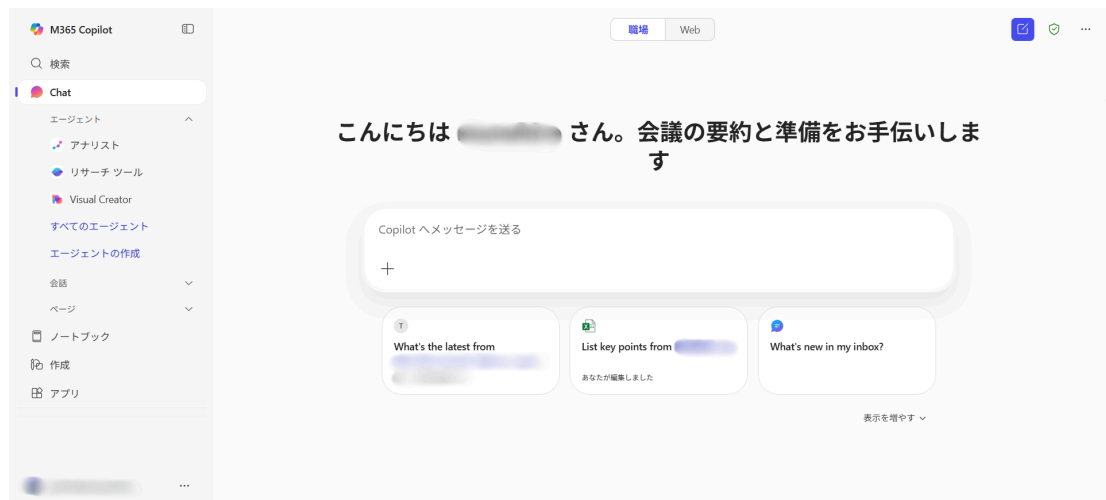 M365 Copilot
検索
Chat
エージェント
アナリスト
リサーチ ツール
Visual Creator
すべてのエージェント
エージェントの作成
会話
ページ
ノートブック
作成
アプリ
職場
Web
こんにちは さん。会議の要約と準備をお手伝いしま
す
Copilot へメッセージを送る
T
What's the latest from
List key points from
あなたが編集しました
What's new in my inbox?
表示を増やす